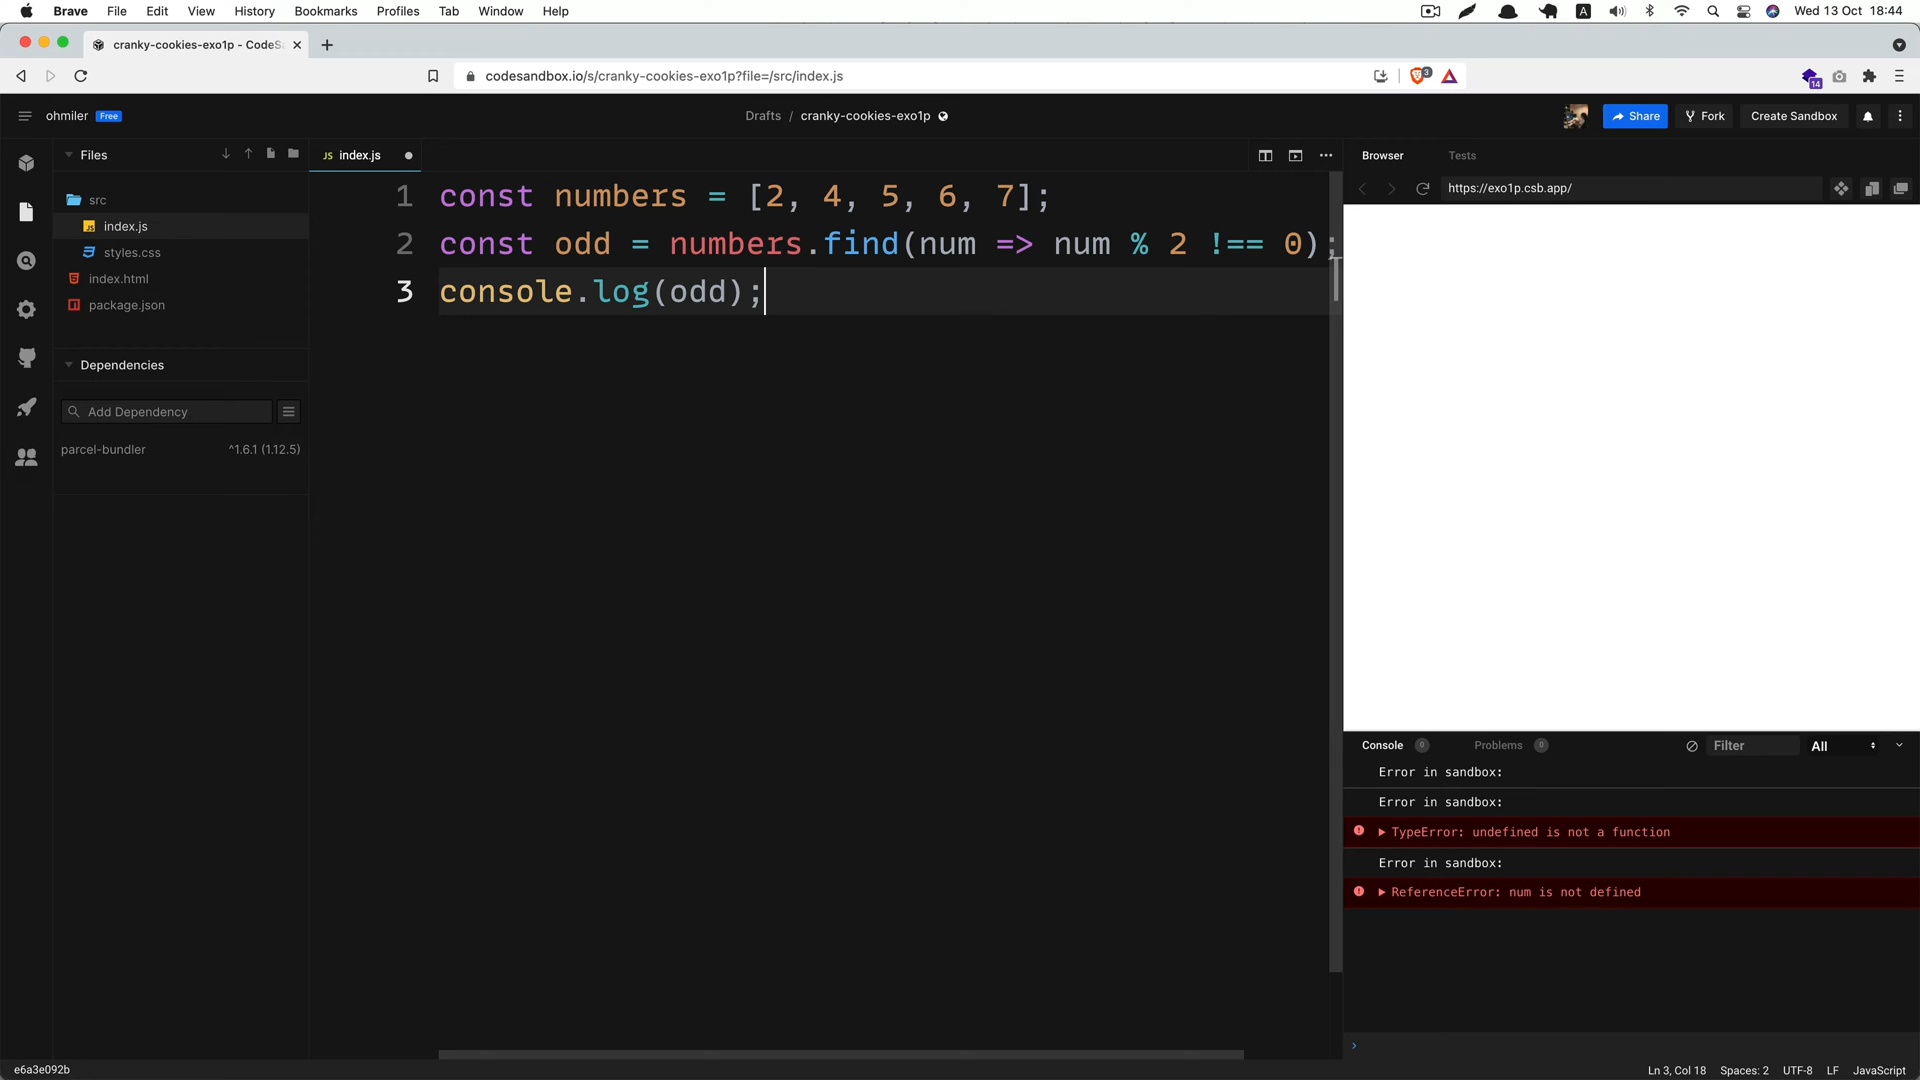 Brave File Edit View History Bookmarks Profiles Tab Window Help A Wed 13 Oct 18:44
cranky-cookies-exo1p - CodeSa
codesandbox.io/s/cranky-cookies-exo1p?file=/src/index.js 3 14
ohmiler Free Drafts / cranky-cookies-exo1p Share Fork Create Sandbox
Files
JS index.js
Browser Tests
https://exo1p.csb.app/
src
index.js
styles.css
index.html
package.json
Dependencies
Add Dependency
parcel-bundler ^1.6.1 (1.12.5)
1 const numbers = [2, 4, 5, 6, 7];
2 const odd = numbers.find(num => num % 2 !== 0);
3 console.log(odd);
Console 0 Problems 0 Filter All
Error in sandbox:
Error in sandbox:
TypeError: undefined is not a function
Error in sandbox:
ReferenceError: num is not defined
e6a3e092b Ln 3, Col 18 Spaces: 2 UTF-8 LF JavaScript